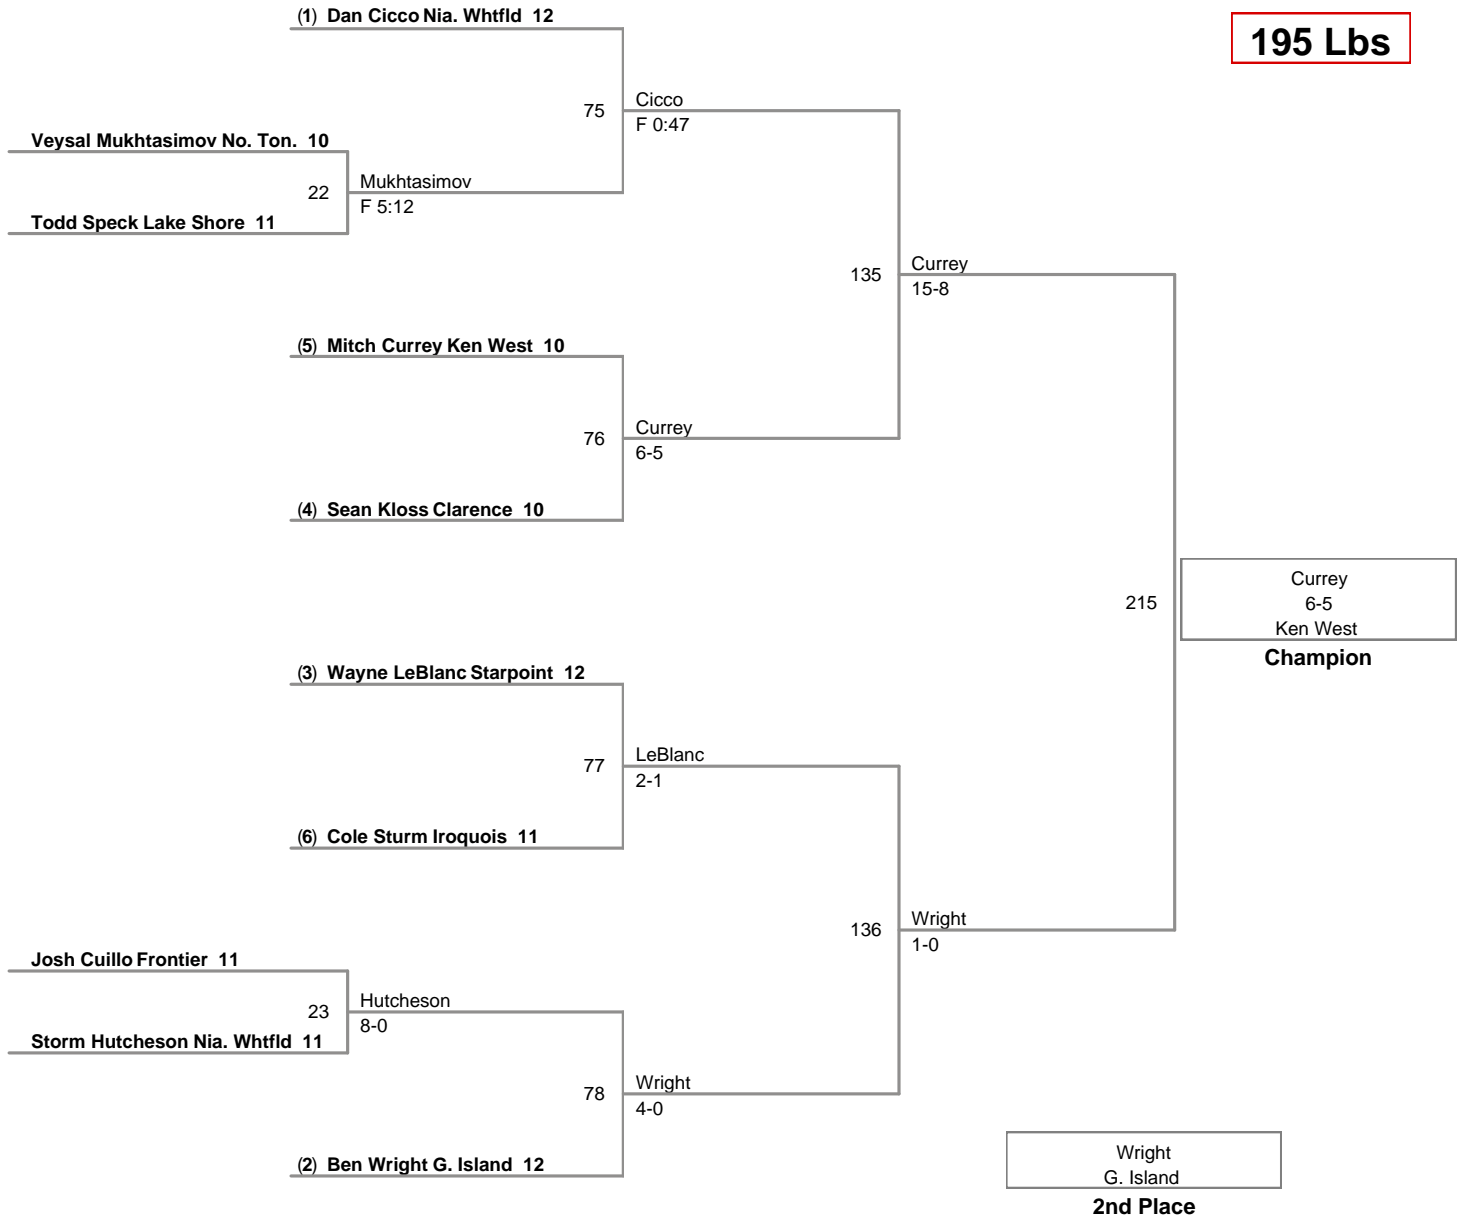 (1) Dan Cicco Nia. Whtfld 12
195 Lbs
75
Cicco
F 0:47
Veysal Mukhtasimov No. Ton. 10
22
Mukhtasimov
F 5:12
Todd Speck Lake Shore 11
135
Currey
15-8
(5) Mitch Currey Ken West 10
76
Currey
6-5
(4) Sean Kloss Clarence 10
215
Currey
6-5
Ken West
Champion
(3) Wayne LeBlanc Starpoint 12
77
LeBlanc
2-1
(6) Cole Sturm Iroquois 11
136
Wright
1-0
Josh Cuillo Frontier 11
23
Hutcheson
8-0
Storm Hutcheson Nia. Whtfld 11
78
Wright
4-0
(2) Ben Wright G. Island 12
Wright
G. Island
2nd Place